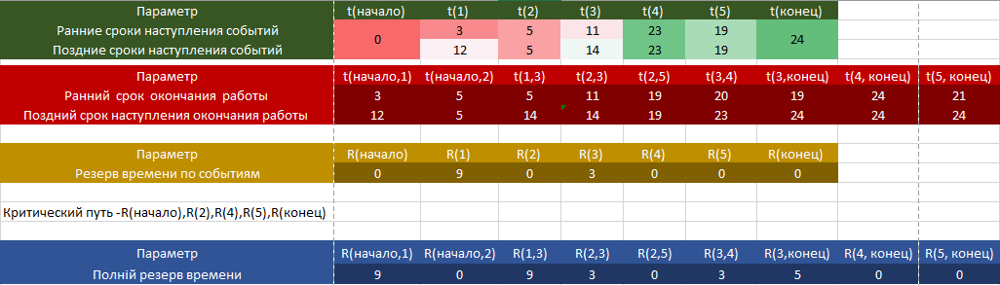 Параметр t(начало) t(1) t(2) t(3) t(4) t(5) t(конец)
Ранние сроки наступления событий 0 3 5 11 23 19 24
Поздние сроки наступления событий 12 5 14 23 19
Параметр t(начало,1) t(начало,2) t(1,3) t(2,3) t(2,5) t(3,4) t(3,конец) t(4, конец) t(5, конец)
Ранний срок окончания работы 3 5 5 11 19 20 19 24 21
Поздний срок наступления окончания работы 12 5 14 14 19 23 24 24 24
Параметр R(начало) R(1) R(2) R(3) R(4) R(5) R(конец)
Резерв времени по событиям 0 9 0 3 0 0 0
Критический путь -R(начало),R(2),R(4),R(5),R(конец)
Параметр R(начало,1) R(начало,2) R(1,3) R(2,3) R(2,5) R(3,4) R(3,конец) R(4, конец) R(5, конец)
Полній резерв времени 9 0 9 3 0 3 5 0 0